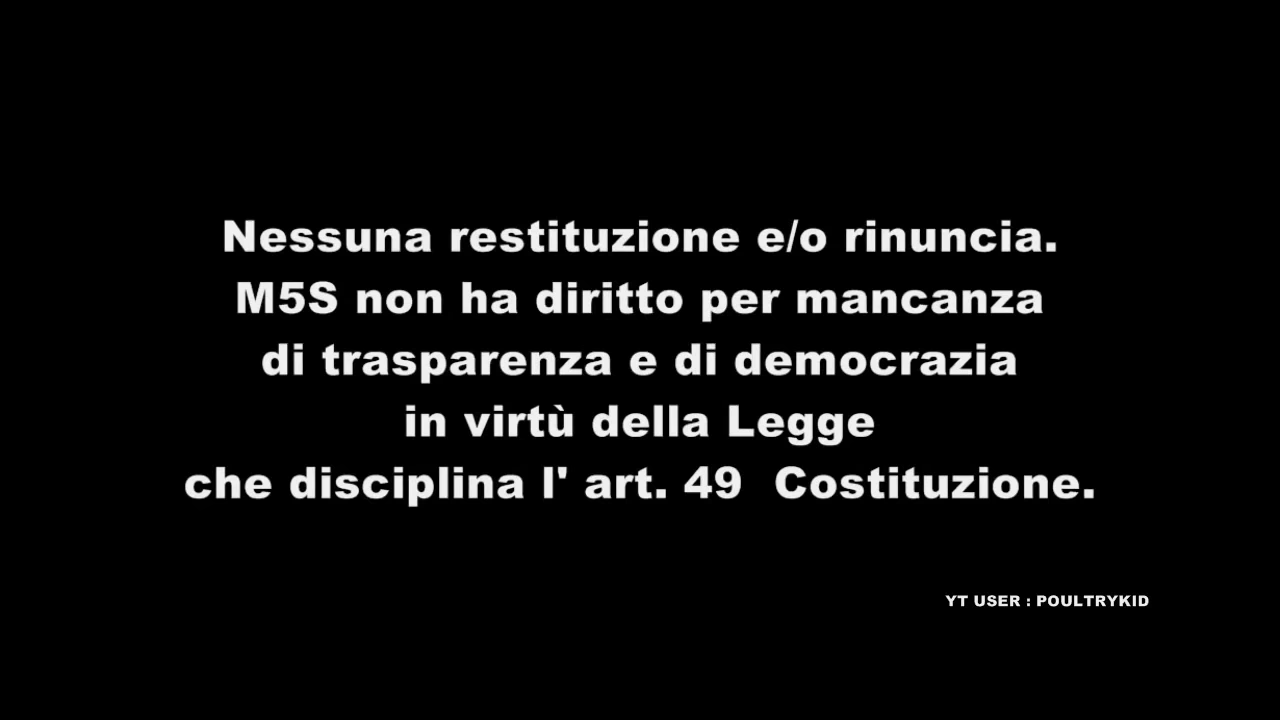 Nessuna restituzione e/o rinuncia.
M5S non ha diritto per mancanza
di trasparenza e di democrazia
in virtù della Legge
che disciplina l' art. 49  Costituzione.
YT USER : POULTRYKID